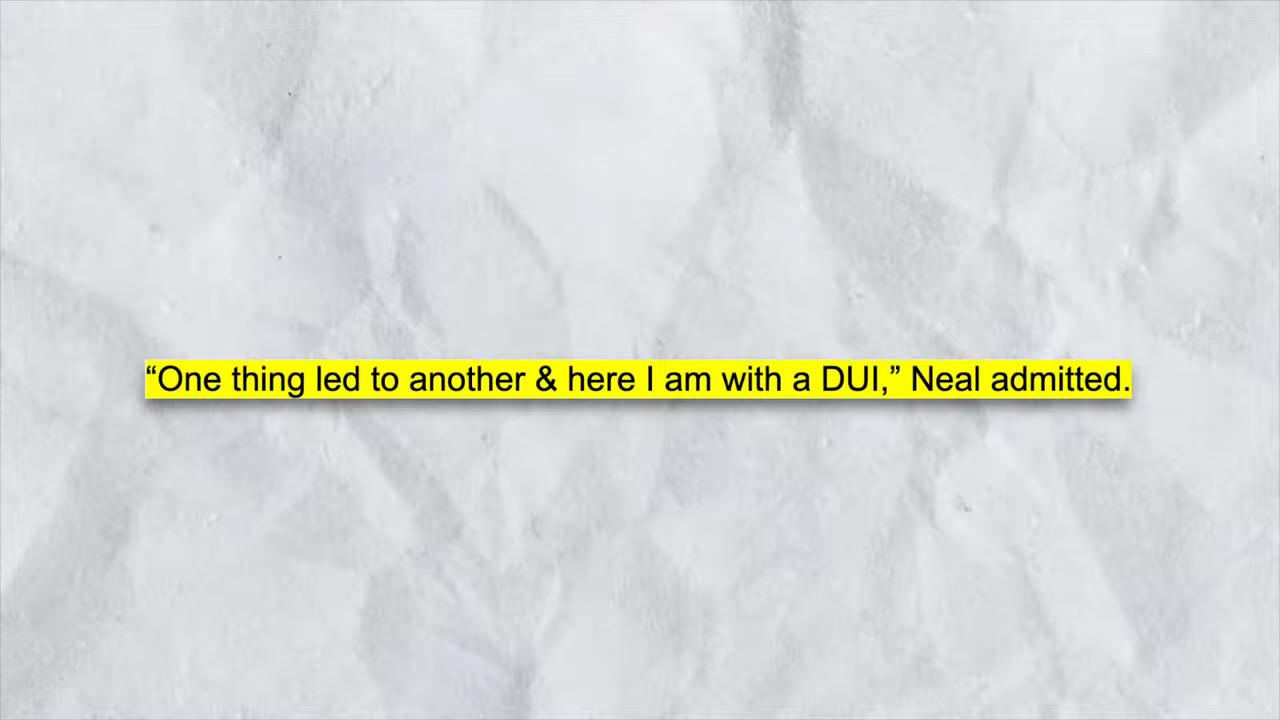 “One thing led to another & here I am with a DUI,” Neal admitted.